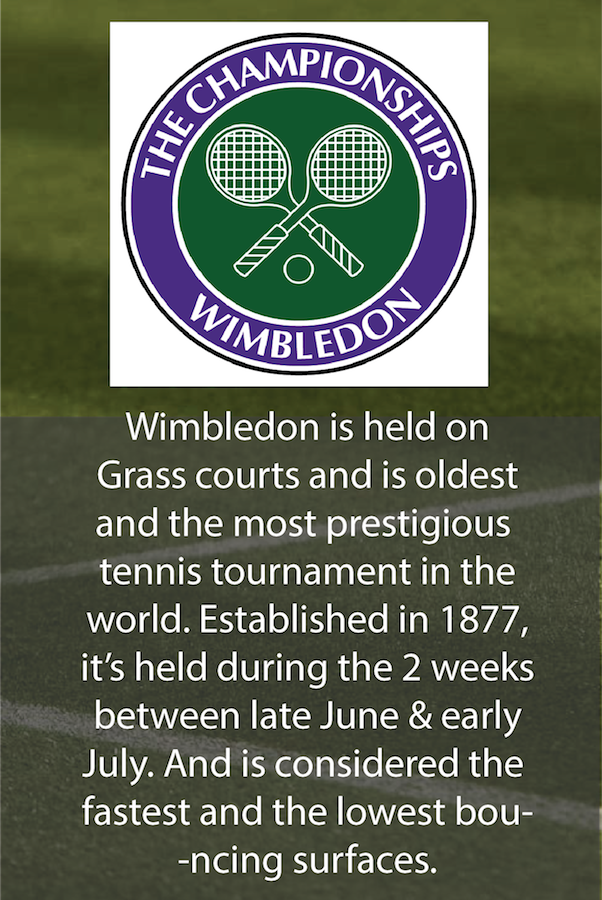 THE CHAMPIONSHIPS
WIMBLEDON
Wimbledon is held on
Grass courts and is oldest
and the most prestigious
tennis tournament in the
world. Established in 1877,
it’s held during the 2 weeks
between late June & early
July. And is considered the
fastest and the lowest bou-
-ncing surfaces.